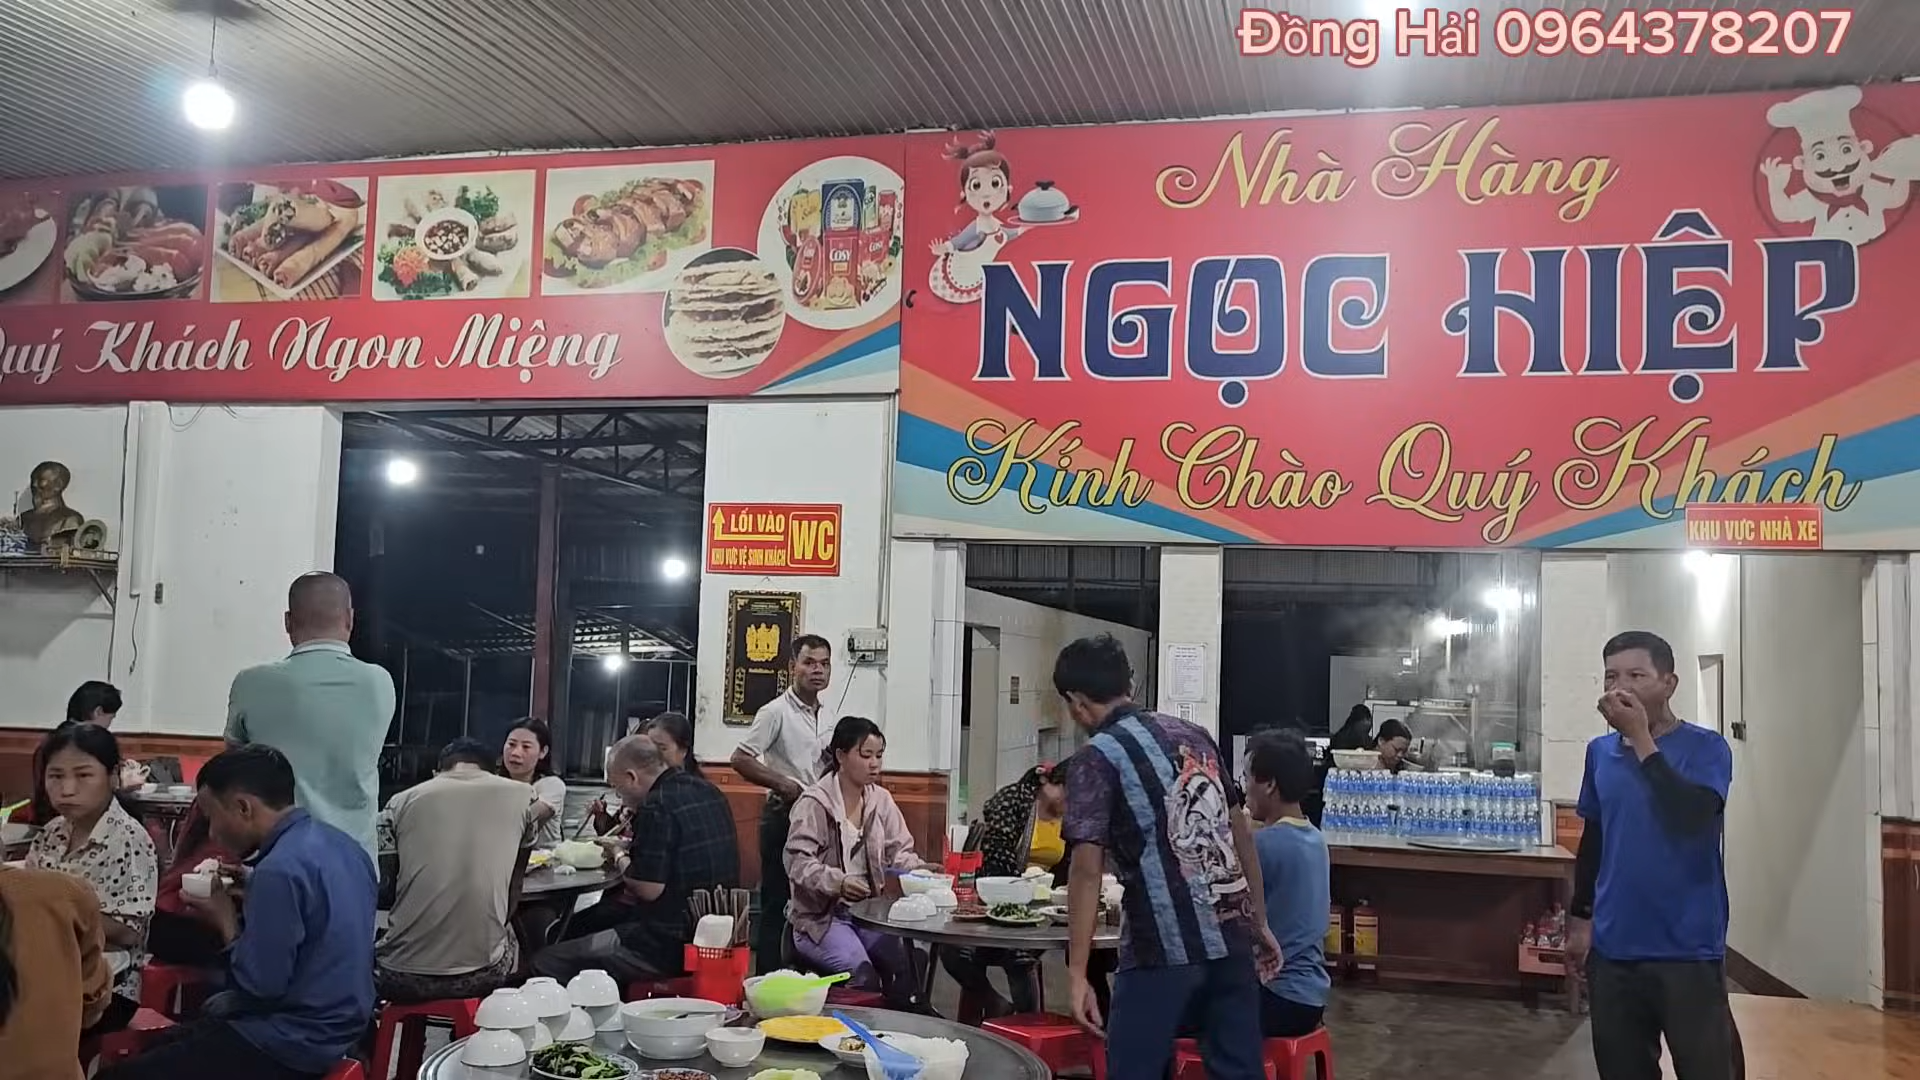 Đồng Hải 0964378207
Nhà Hàng
NGỌC HIỆP
Kính Chào Quý Khách
Quý Khách Ngon Miệng
COSY
LỐI VÀO
KHU VỰC VỆ SINH KHÁCH
WC
KHU VỰC NHÀ XE